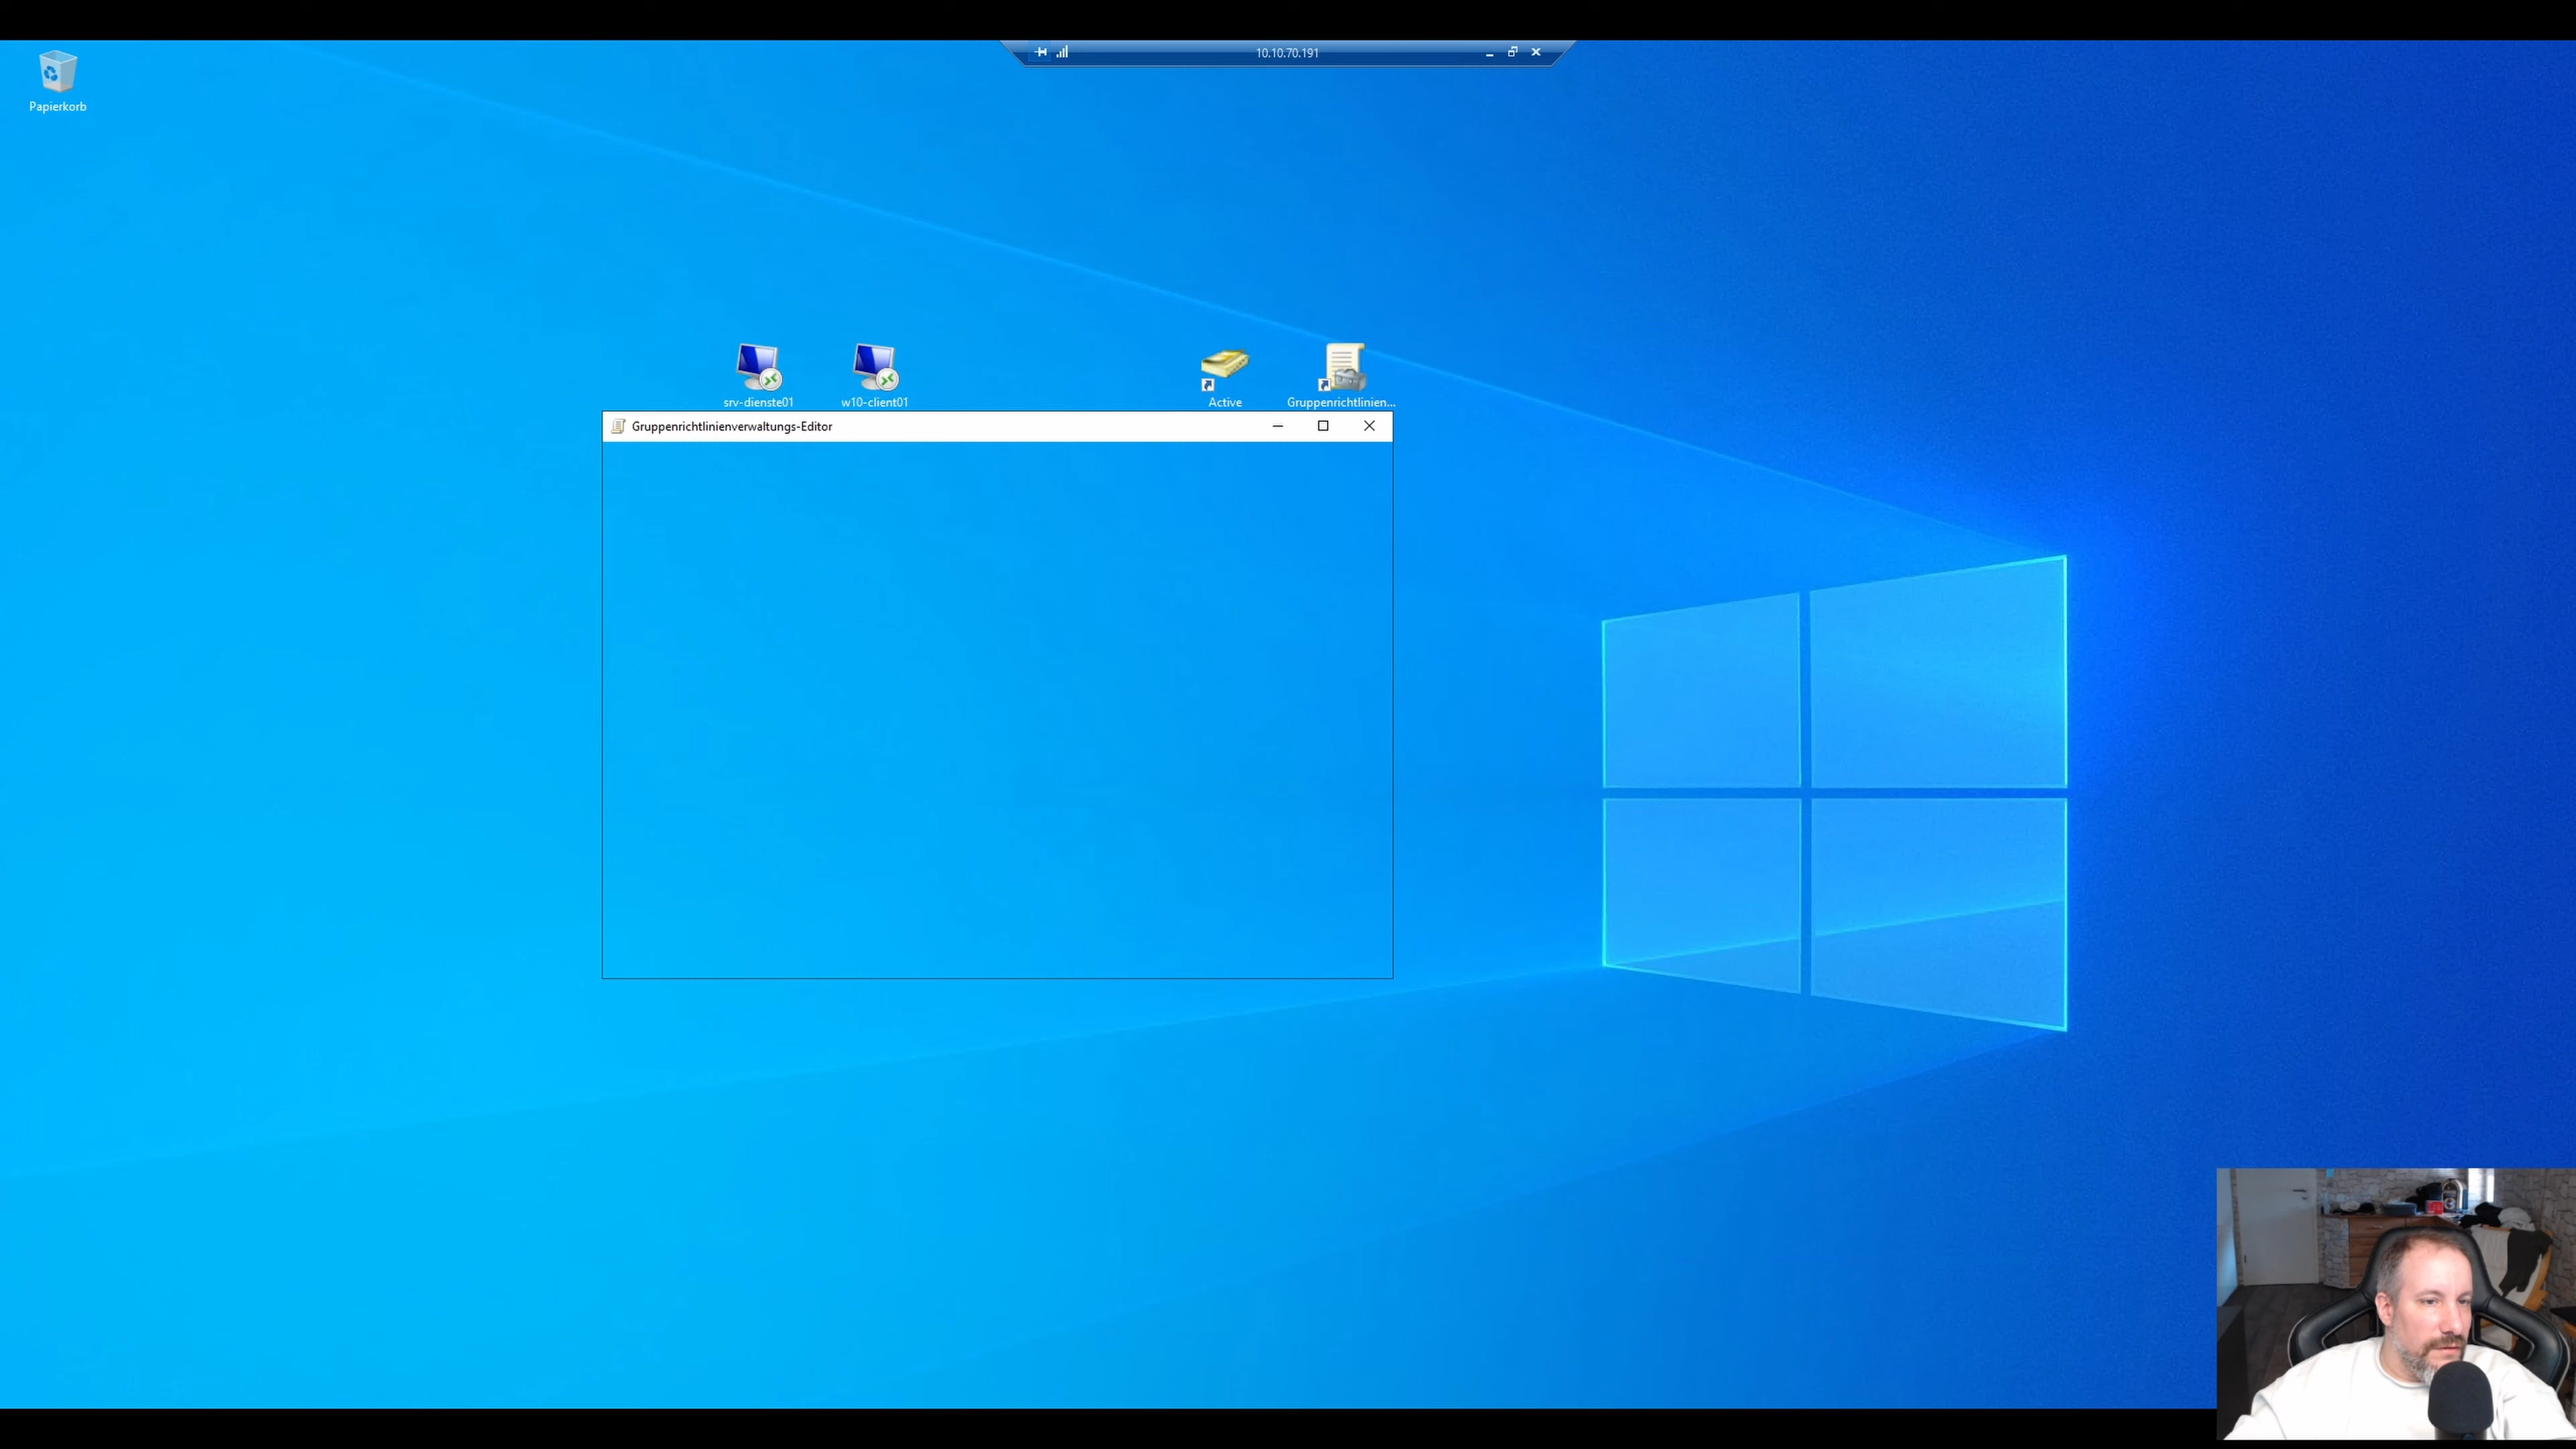 10.10.70.191
Papierkorb
srv-dienste01
w10-client01
Active
Gruppenrichtlinien...
Gruppenrichtlinienverwaltungs-Editor